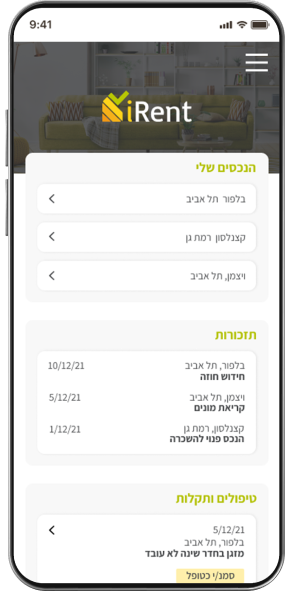 9:41
iRent
הנכסים שלי
בלפור תל אביב
קצנלסון רמת גן
ויצמן, תל אביב
תזכורות
בלפור, תל אביב 10/12/21
חידוש חוזה
ויצמן, תל אביב 5/12/21
קריאת מונים
קצנלסון, רמת גן 1/12/21
הנכס פנוי להשכרה
טיפולים ותקלות
5/12/21
בלפור, תל אביב
מזגן בחדר שינה לא עובד
סמנ/י כטופל